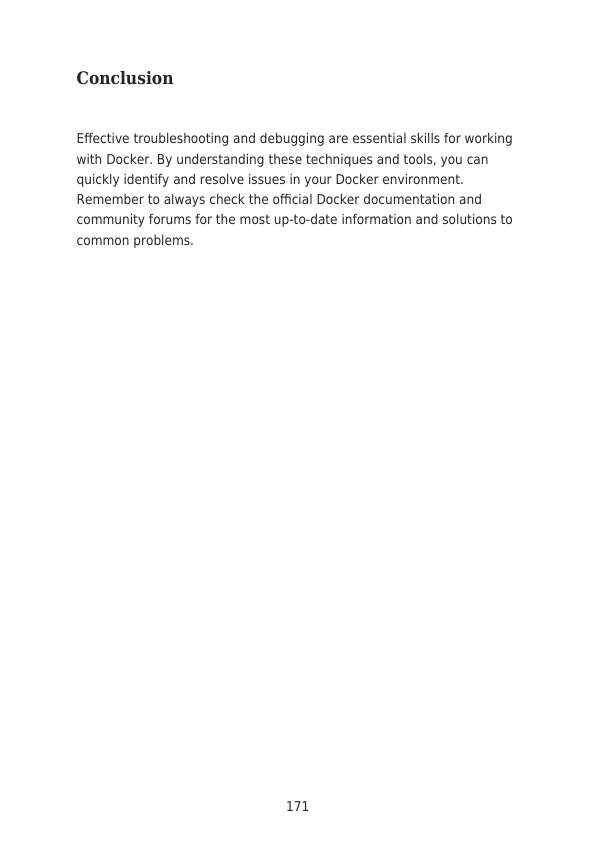 Conclusion
Effective troubleshooting and debugging are essential skills for working
with Docker. By understanding these techniques and tools, you can
quickly identify and resolve issues in your Docker environment.
Remember to always check the official Docker documentation and
community forums for the most up-to-date information and solutions to
common problems.
171